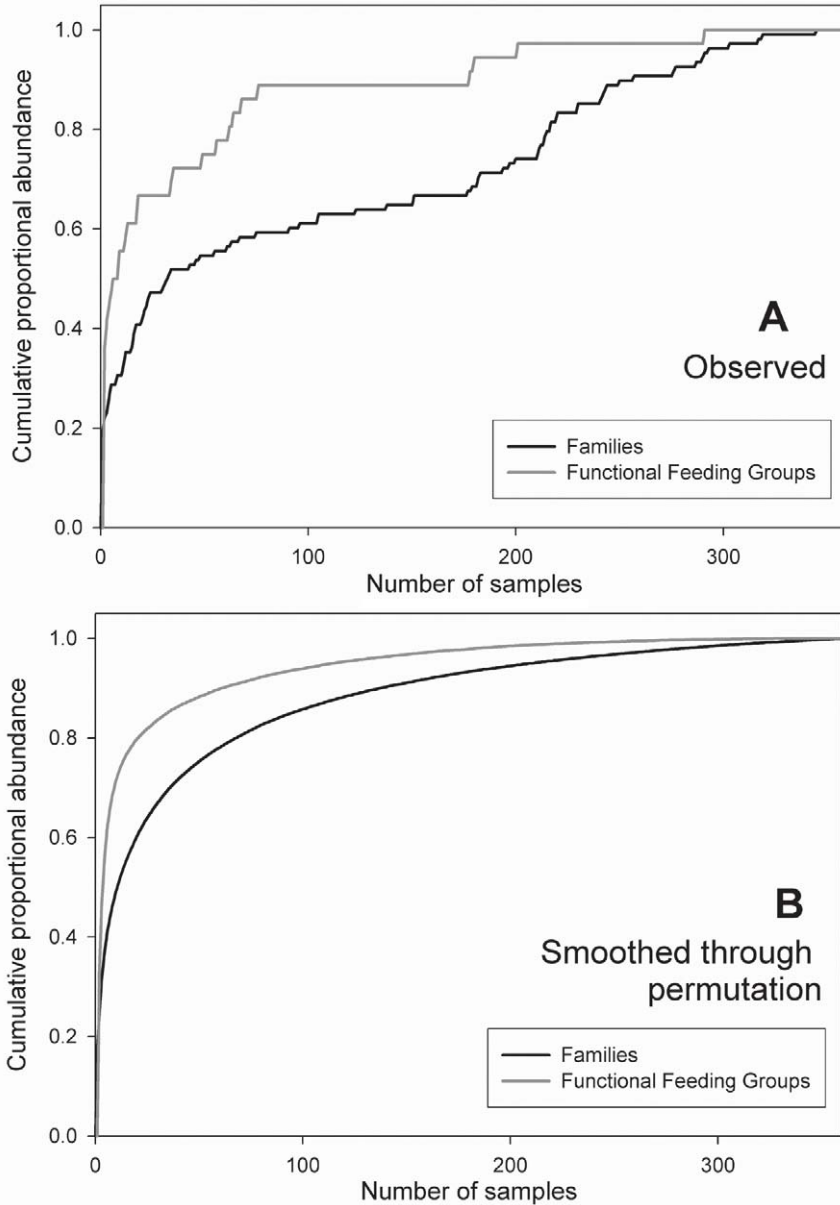 1.0
0.8
0.6
0.4
0.2
0.0
Cumulative proportional abundance
A
Observed
Families
Functional Feeding Groups
0
100
200
300
Number of samples
1.0
0.8
0.6
0.4
0.2
0.0
Cumulative proportional abundance
B
Smoothed through
permutation
Families
Functional Feeding Groups
0
100
200
300
Number of samples